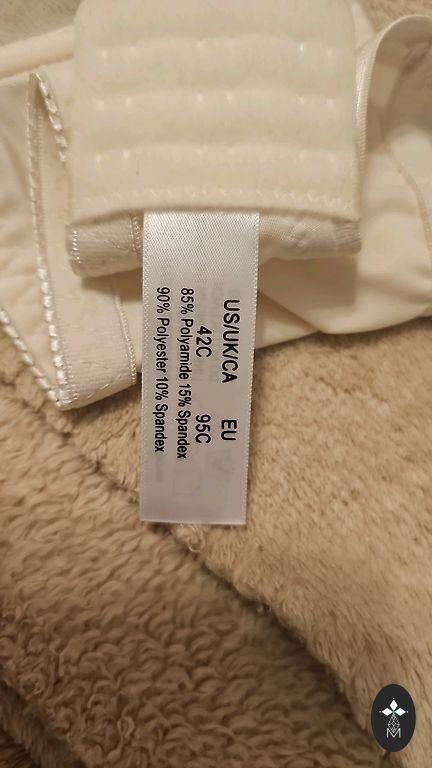 US/UK/CA EU
42C 95C
85% Polyamide 15% Spandex
90% Polyester 10% Spandex
M